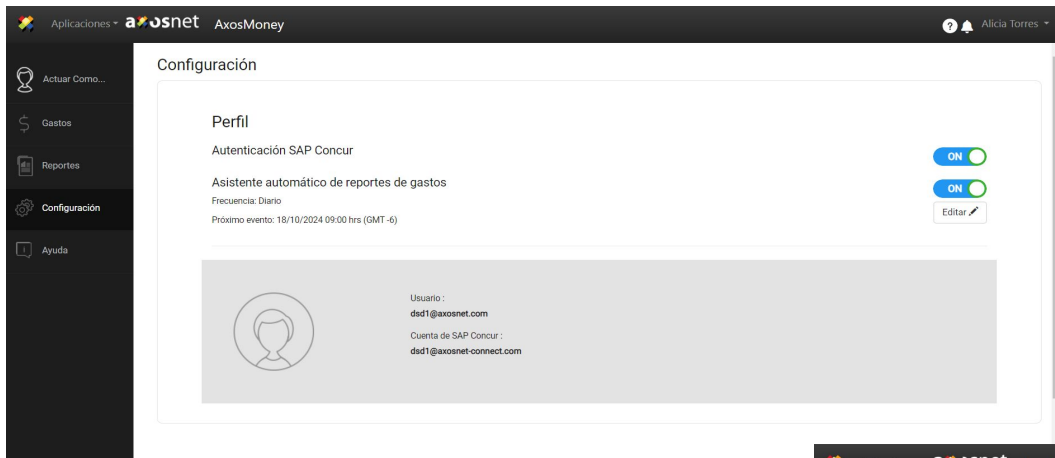 Aplicaciones axosnet AxosMoney
? Alicia Torres
Configuración
Actuar Como...
Gastos
Reportes
Configuración
Ayuda
Perfil
Autenticación SAP Concur
ON
Asistente automático de reportes de gastos
ON
Frecuencia: Diario
Próximo evento: 18/10/2024 09:00 hrs (GMT -6)
Editar
Usuario :
dsd1@axosnet.com
Cuenta de SAP Concur :
dsd1@axosnet-connect.com